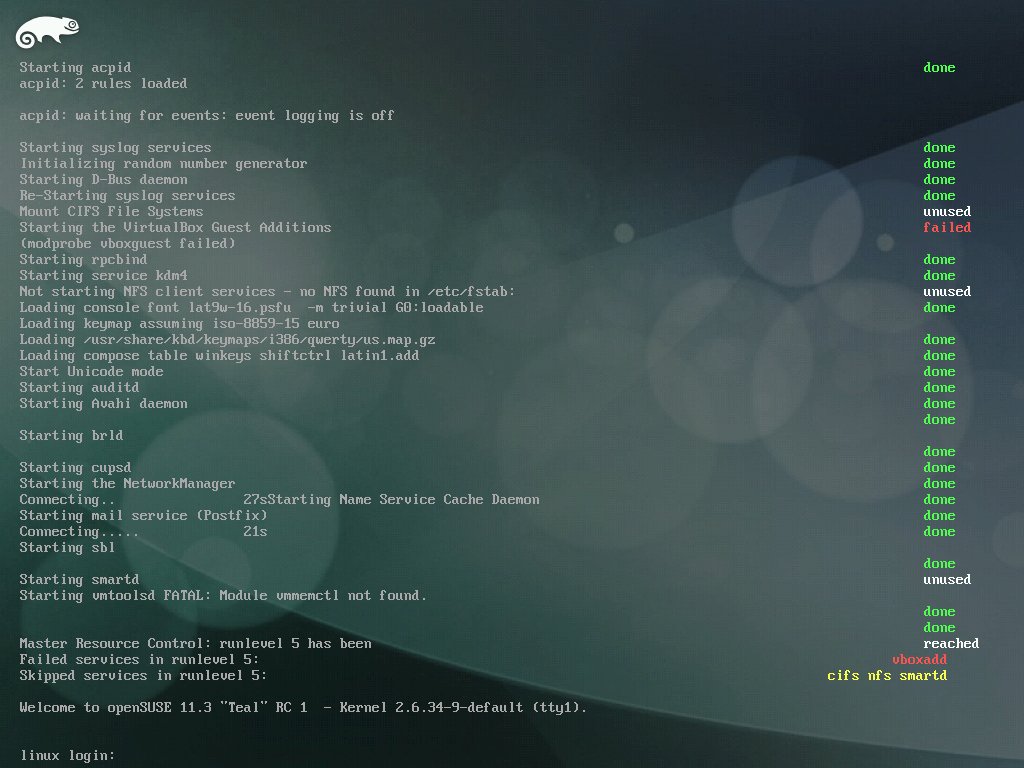 Starting acpid done
acpid: 2 rules loaded
acpid: waiting for events: event logging is off
Starting syslog services done
Initializing random number generator done
Starting D-Bus daemon done
Re-Starting syslog services done
Mount CIFS File Systems unused
Starting the VirtualBox Guest Additions failed
(modprobe vboxguest failed)
Starting rpcbind done
Starting service kdm4 done
Not starting NFS client services - no NFS found in /etc/fstab: unused
Loading console font lat9w-16.psfu  -m trivial G0:loadable done
Loading keymap assuming iso-8859-15 euro
Loading /usr/share/kbd/keymaps/i386/qwerty/us.map.gz done
Loading compose table winkeys shiftctrl latin1.add done
Start Unicode mode done
Starting auditd done
Starting Avahi daemon done
done
Starting brld
done
Starting cupsd done
Starting the NetworkManager done
Connecting.. 27sStarting Name Service Cache Daemon done
Starting mail service (Postfix) done
Connecting..... 21s done
Starting sbl
done
Starting smartd unused
Starting vmtoolsd FATAL: Module vmmemctl not found.
done
done
Master Resource Control: runlevel 5 has been reached
Failed services in runlevel 5: vboxadd
Skipped services in runlevel 5: cifs nfs smartd
Welcome to openSUSE 11.3 "Teal" RC 1  - Kernel 2.6.34-9-default (tty1).
linux login: